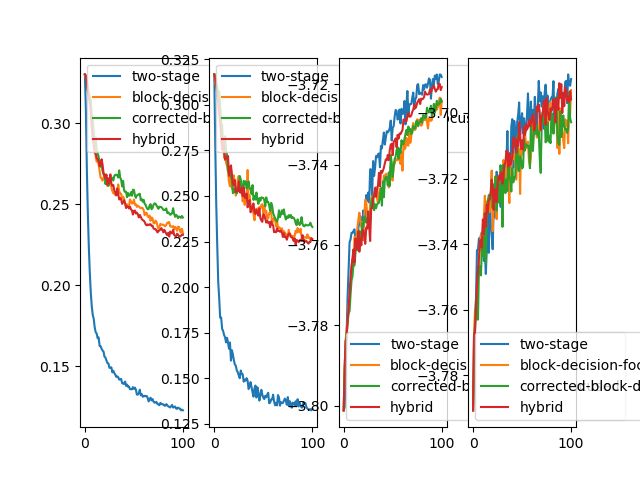 two-stage
block-decis
corrected-b
hybrid
0.30
0.25
0.20
0.15
0
100
two-stage
block-decis
corrected-b
hybrid
0.325
0.300
0.275
0.250
0.225
0.200
0.175
0.150
0.125
0
100
−3.72
−3.74
−3.76
−3.78
−3.80
two-stage
block-decis
corrected-b
hybrid
0
100
−3.70
−3.72
−3.74
−3.76
−3.78
two-stage
block-decision-foc
corrected-block-d
hybrid
0
100